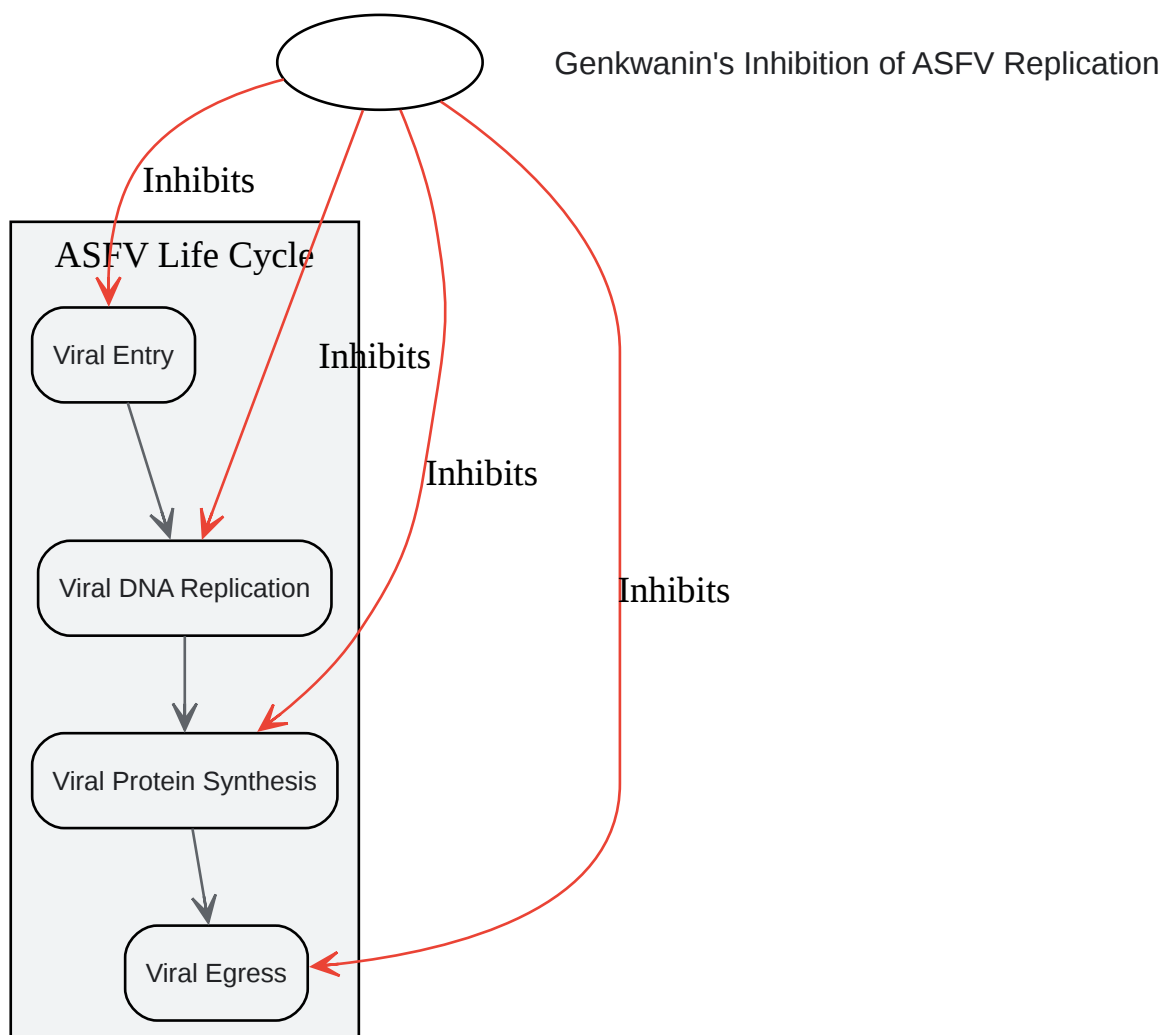 Genkwanin's Inhibition of ASFV Replication
Inhibits
ASFV Life Cycle
Viral Entry
Inhibits
Inhibits
Viral DNA Replication
Inhibits
Viral Protein Synthesis
Viral Egress